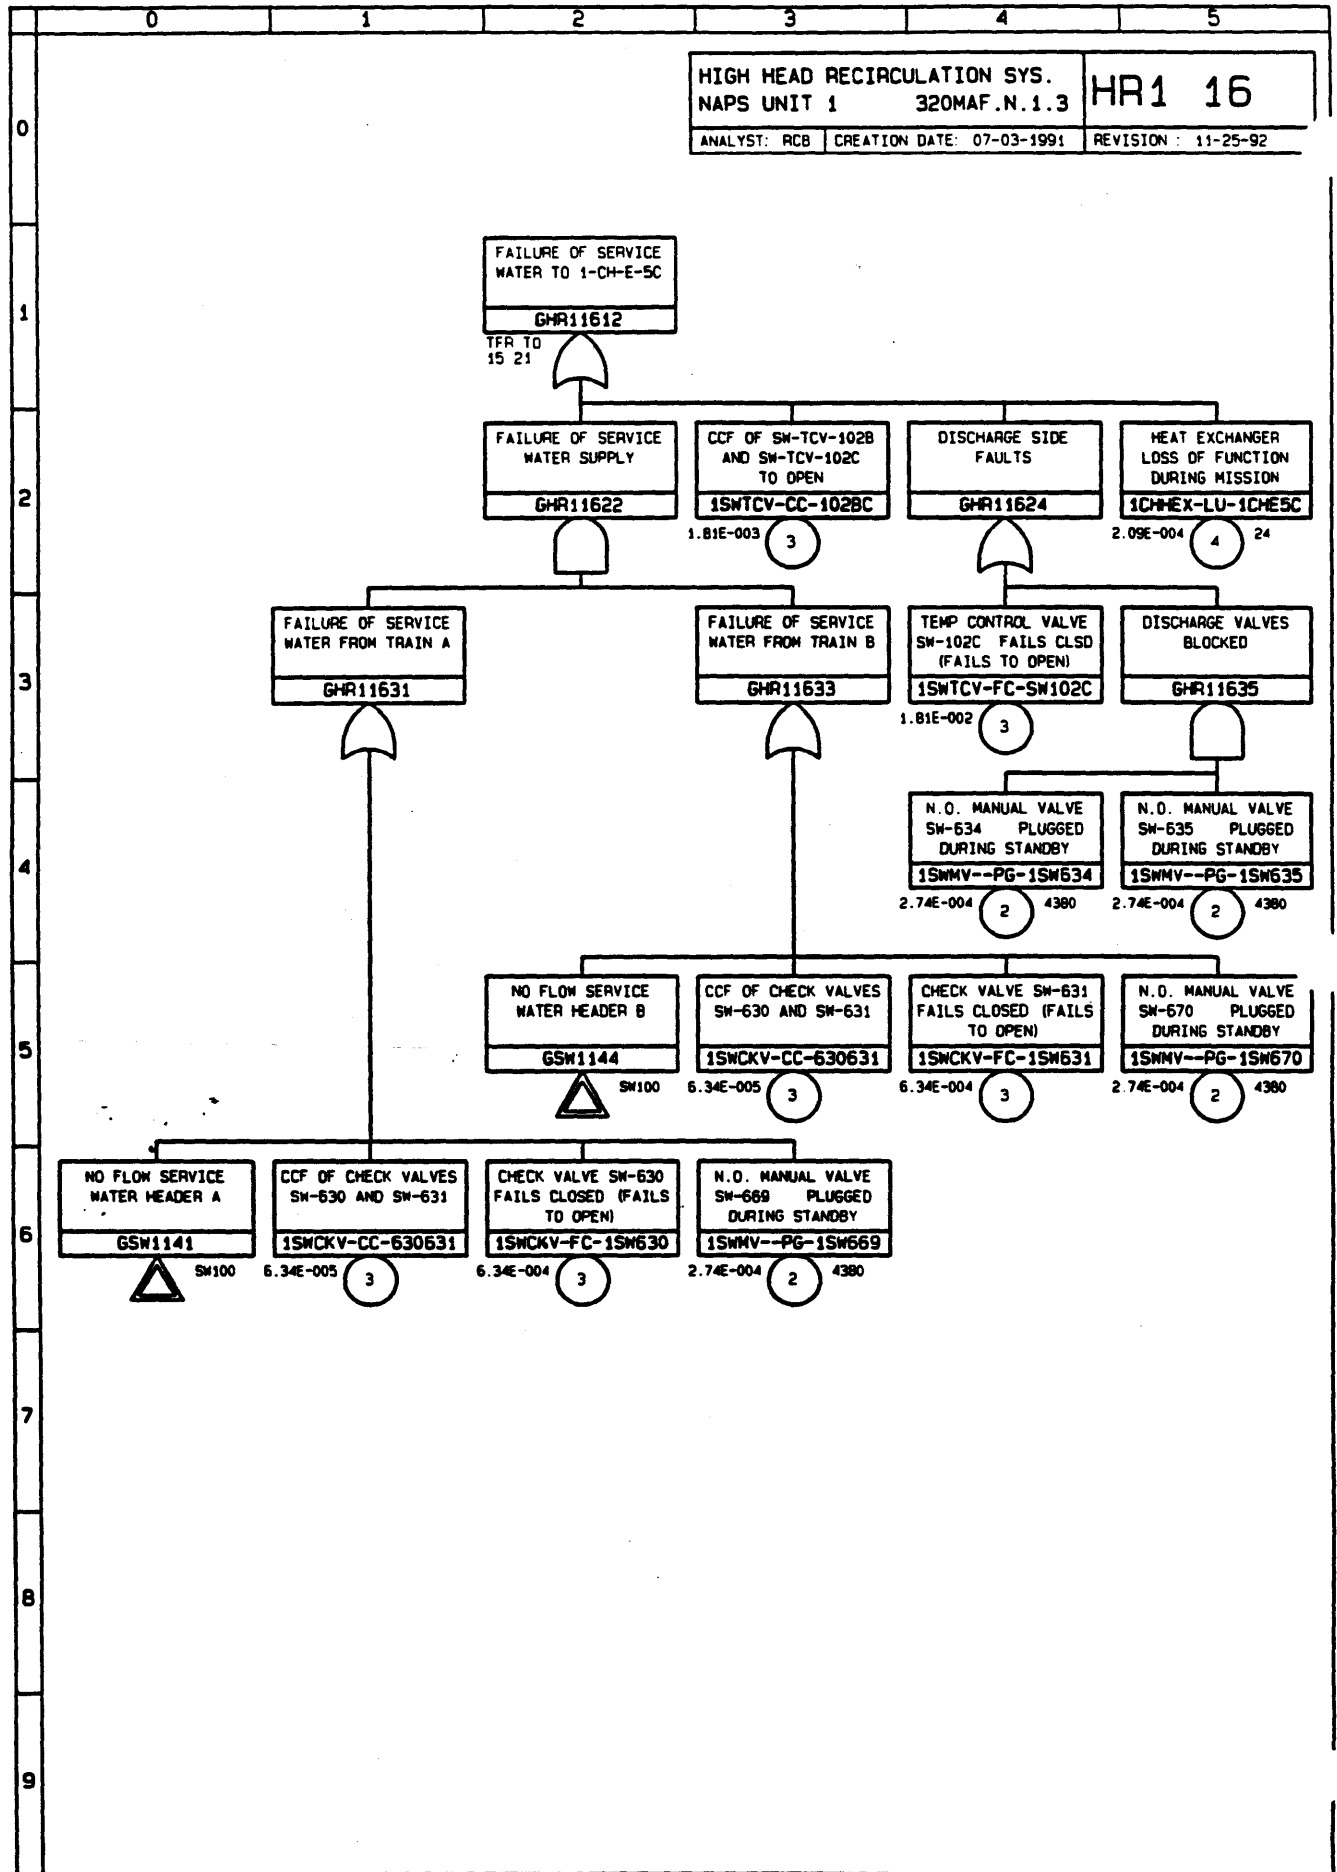 0 1 2 3 4 5
HIGH HEAD RECIRCULATION SYS.
NAPS UNIT 1 320MAF.N.1.3
HR1 16
ANALYST: RCB CREATION DATE: 07-03-1991 REVISION : 11-25-92
0
FAILURE OF SERVICE
WATER TO 1-CH-E-5C
GHR11612
TFR TO
15 21
1
FAILURE OF SERVICE
WATER SUPPLY
GHR11622
CCF OF SW-TCV-102B
AND SW-TCV-102C
TO OPEN
1SWTCV-CC-102BC
1.81E-003 3
DISCHARGE SIDE
FAULTS
GHR11624
HEAT EXCHANGER
LOSS OF FUNCTION
DURING MISSION
1CHHEX-LU-1CHE5C
2.09E-004 4 24
2
FAILURE OF SERVICE
WATER FROM TRAIN A
GHR11631
FAILURE OF SERVICE
WATER FROM TRAIN B
GHR11633
TEMP CONTROL VALVE
SW-102C FAILS CLSD
(FAILS TO OPEN)
1SWTCV-FC-SW102C
1.81E-002 3
DISCHARGE VALVES
BLOCKED
GHR11635
3
N.O. MANUAL VALVE
SW-634 PLUGGED
DURING STANDBY
1SWMV--PG-1SW634
2.74E-004 2 4380
N.O. MANUAL VALVE
SW-635 PLUGGED
DURING STANDBY
1SWMV--PG-1SW635
2.74E-004 2 4380
4
NO FLOW SERVICE
WATER HEADER B
GSW1144
SW100
CCF OF CHECK VALVES
SW-630 AND SW-631
1SWCKV-CC-630631
6.34E-005 3
CHECK VALVE SW-631
FAILS CLOSED (FAILS
TO OPEN)
1SWCKV-FC-1SW631
6.34E-004 3
N.O. MANUAL VALVE
SW-670 PLUGGED
DURING STANDBY
1SWMV--PG-1SW670
2.74E-004 2 4380
5
NO FLOW SERVICE
WATER HEADER A
GSW1141
SW100
CCF OF CHECK VALVES
SW-630 AND SW-631
1SWCKV-CC-630631
6.34E-005 3
CHECK VALVE SW-630
FAILS CLOSED (FAILS
TO OPEN)
1SWCKV-FC-1SW630
6.34E-004 3
N.O. MANUAL VALVE
SW-669 PLUGGED
DURING STANDBY
1SWMV--PG-1SW669
2.74E-004 2 4380
6
7
8
9